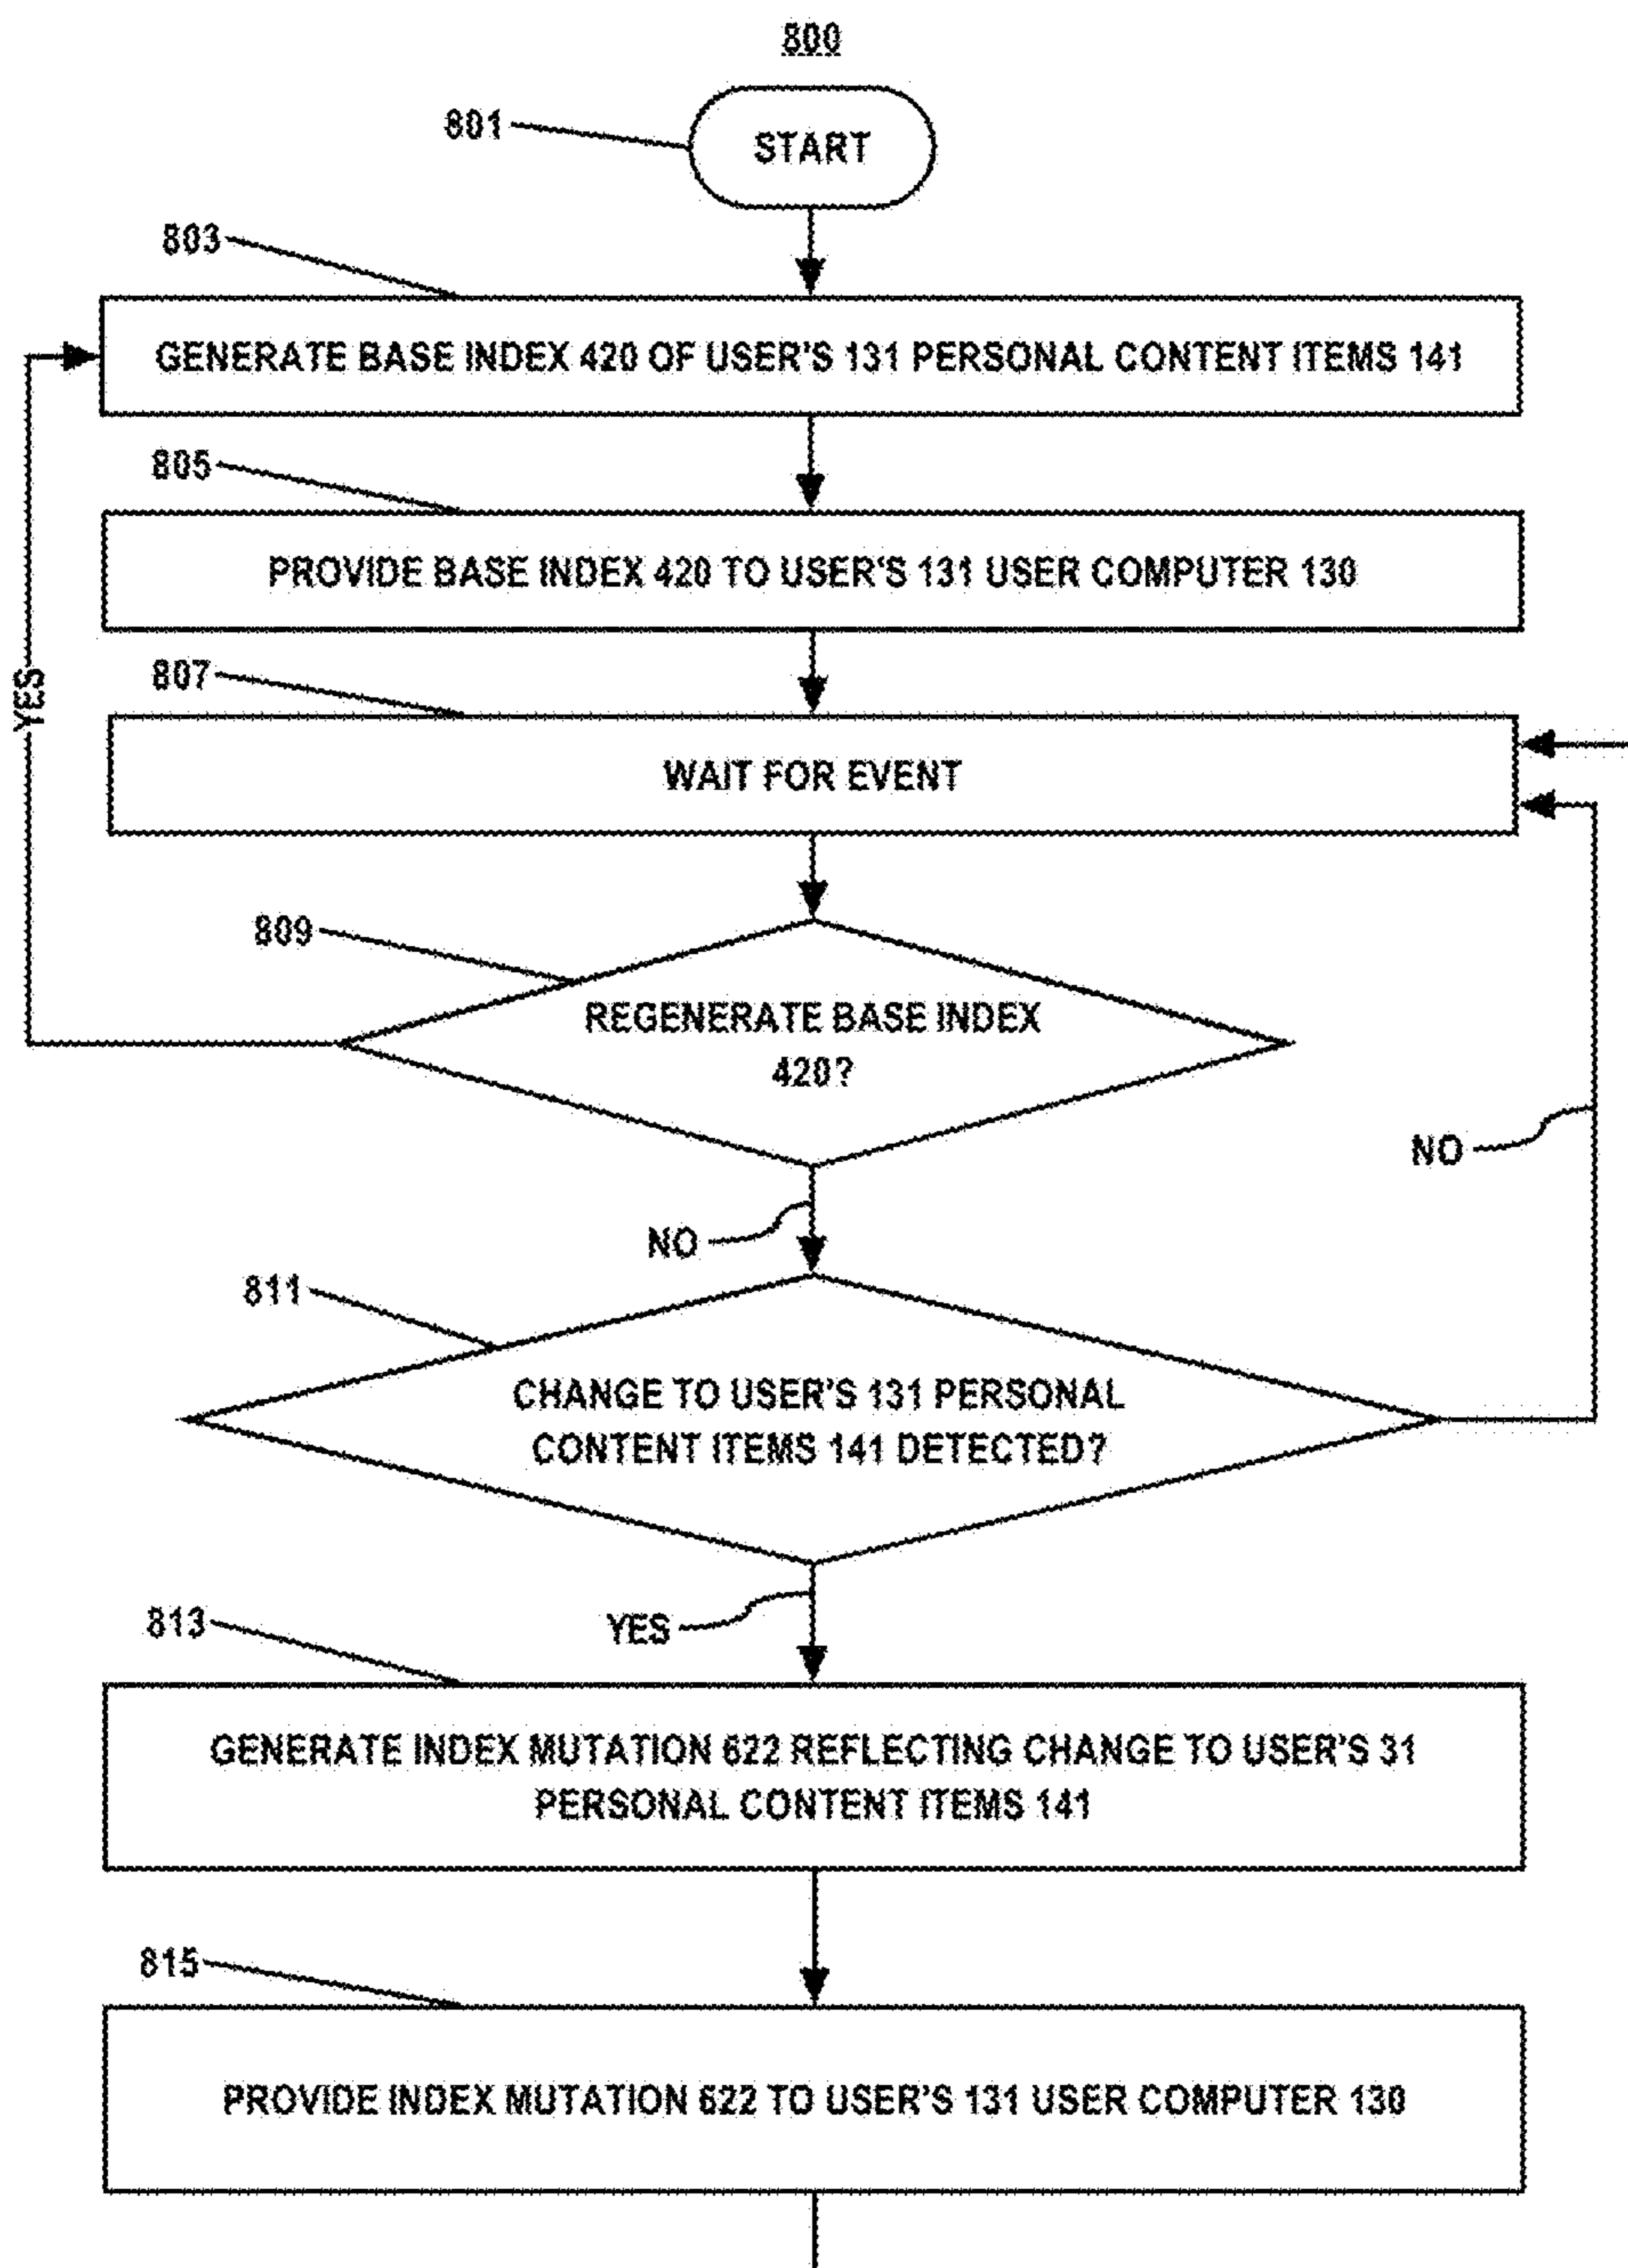 800
801
START
803
GENERATE BASE INDEX 420 OF USER'S 131 PERSONAL CONTENT ITEMS 141
805
PROVIDE BASE INDEX 420 TO USER'S 131 USER COMPUTER 130
YES
807
WAIT FOR EVENT
809
REGENERATE BASE INDEX
420?
NO
NO
811
CHANGE TO USER'S 131 PERSONAL
CONTENT ITEMS 141 DETECTED?
813
YES
GENERATE INDEX MUTATION 622 REFLECTING CHANGE TO USER'S 31
PERSONAL CONTENT ITEMS 141
815
PROVIDE INDEX MUTATION 622 TO USER'S 131 USER COMPUTER 130